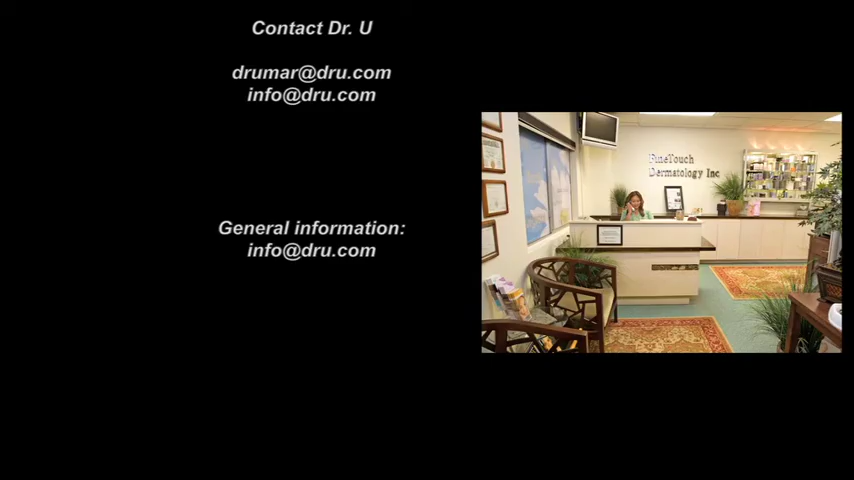 Contact Dr. U
drumar@dru.com
info@dru.com
General information:
info@dru.com
FineTouch
Dermatology Inc